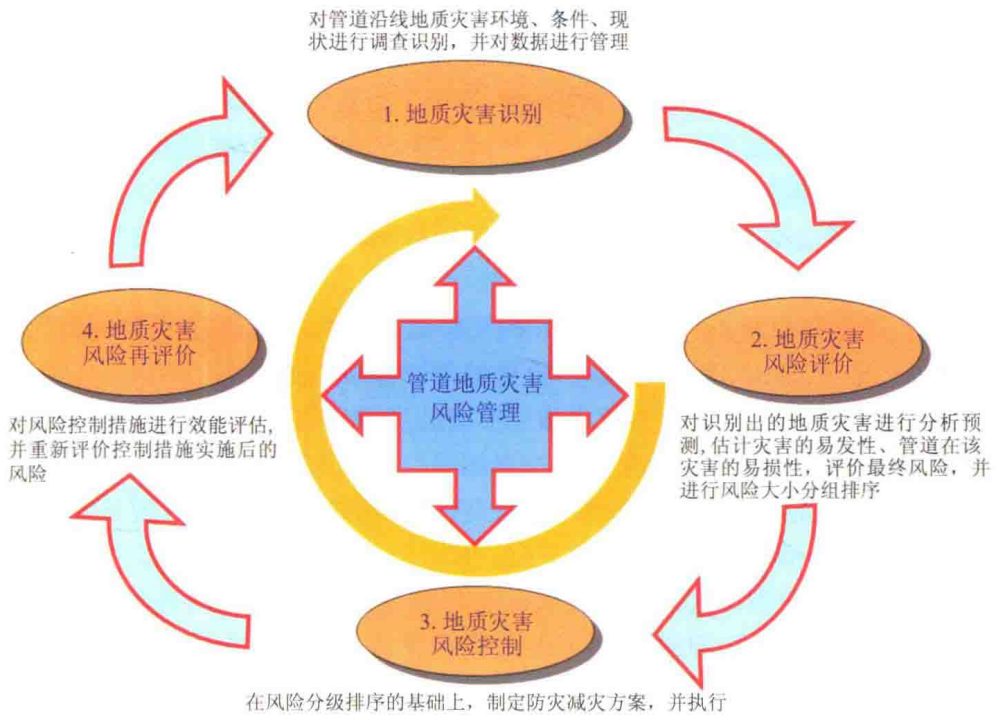 对管道沿线地质灾害环境、条件、现
状进行调查识别，并对数据进行管理
1. 地质灾害识别
2. 地质灾害
风险评价
对识别出的地质灾害进行分析预
测,估计灾害的易发性、管道在该
灾害的易损性，评价最终风险，并
进行风险大小分组排序
3. 地质灾害
风险控制
在风险分级排序的基础上，制定防灾减灾方案，并执行
4. 地质灾害
风险再评价
对风险控制措施进行效能评估,
并重新评价控制措施实施后的
风险
管道地质灾害
风险管理